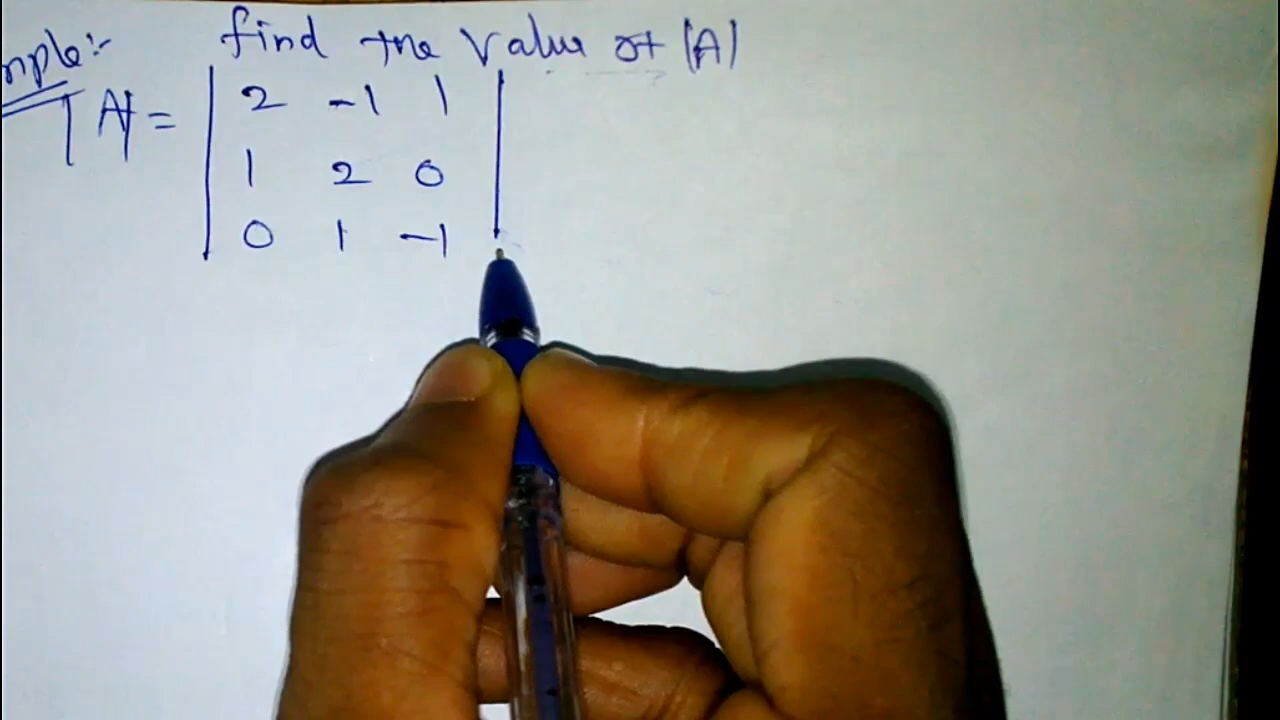 mple:- find the value of |A|
|A| = | 2 -1 1 |
1 2 0
0 1 -1